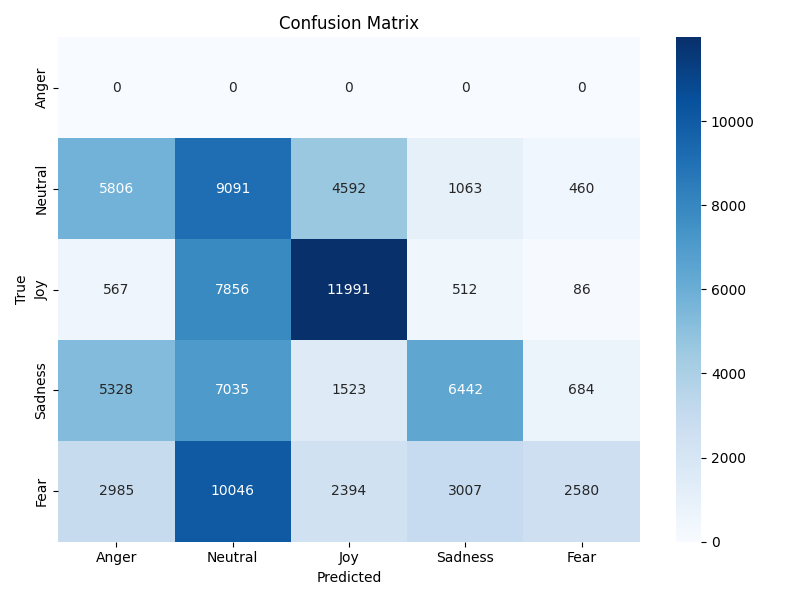 Confusion Matrix
True
Anger 0 0 0 0 0
Neutral 5806 9091 4592 1063 460
Joy 567 7856 11991 512 86
Sadness 5328 7035 1523 6442 684
Fear 2985 10046 2394 3007 2580
Anger Neutral Joy Sadness Fear
Predicted
10000
8000
6000
4000
2000
0